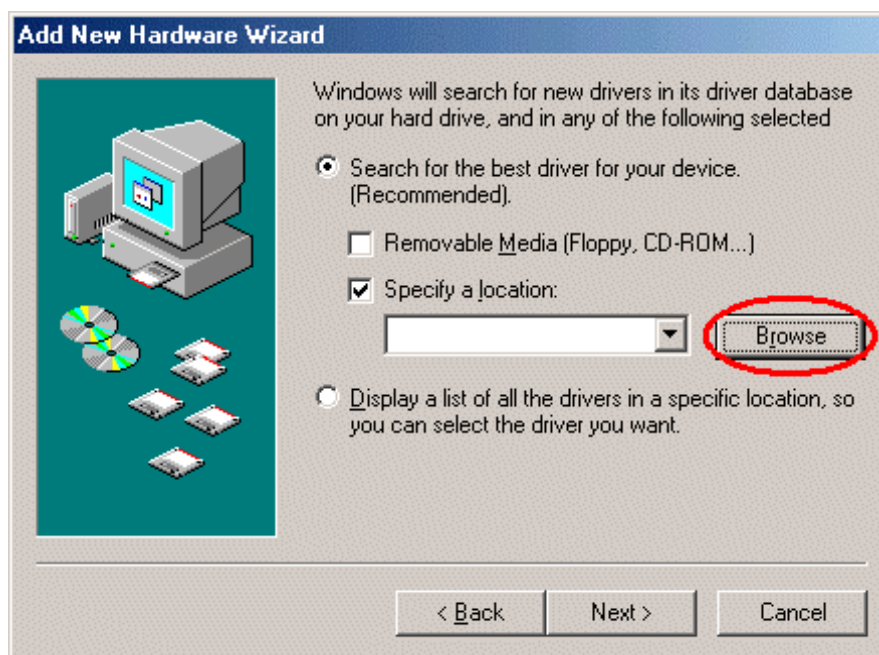 Add New Hardware Wizard
Windows will search for new drivers in its driver database
on your hard drive, and in any of the following selected
Search for the best driver for your device.
(Recommended).
Removable Media (Floppy, CD-ROM...)
Specify a location:
Browse
Display a list of all the drivers in a specific location, so
you can select the driver you want.
< Back
Next >
Cancel